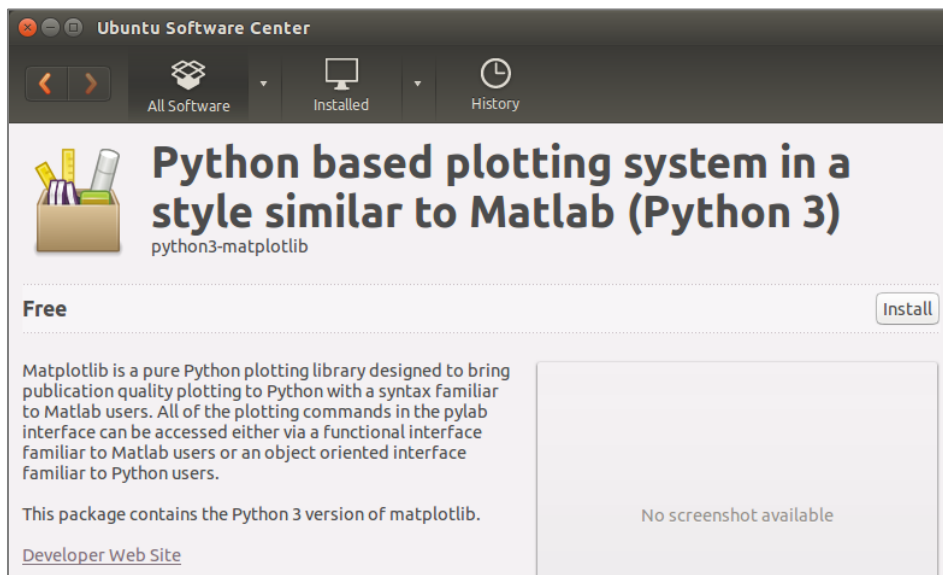 Ubuntu Software Center
All Software
Installed
History
Python based plotting system in a
style similar to Matlab (Python 3)
python3-matplotlib
Free
Install
Matplotlib is a pure Python plotting library designed to bring
publication quality plotting to Python with a syntax familiar
to Matlab users. All of the plotting commands in the pylab
interface can be accessed either via a functional interface
familiar to Matlab users or an object oriented interface
familiar to Python users.
This package contains the Python 3 version of matplotlib.
Developer Web Site
No screenshot available